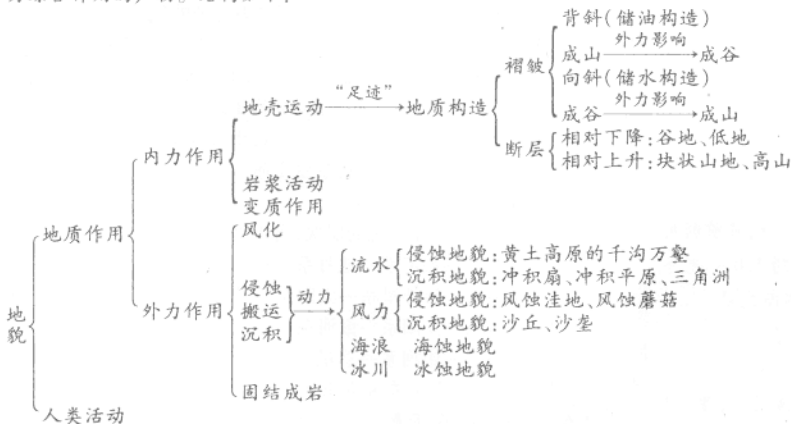 背斜(储油构造)
外力影响
成山 成谷
褶皱
向斜(储水构造)
外力影响
成谷 成山
地壳运动 “足迹” 地质构造
断层
相对下降:谷地、低地
相对上升:块状山地、高山
内力作用
岩浆活动
变质作用
地质作用
风化
流水
侵蚀地貌:黄土高原的千沟万壑
沉积地貌:冲积扇、冲积平原、三角洲
侵蚀
搬运
沉积
动力
外力作用
风力
侵蚀地貌:风蚀洼地、风蚀蘑菇
沉积地貌:沙丘、沙垄
海浪 海蚀地貌
冰川 冰蚀地貌
固结成岩
地貌
人类活动